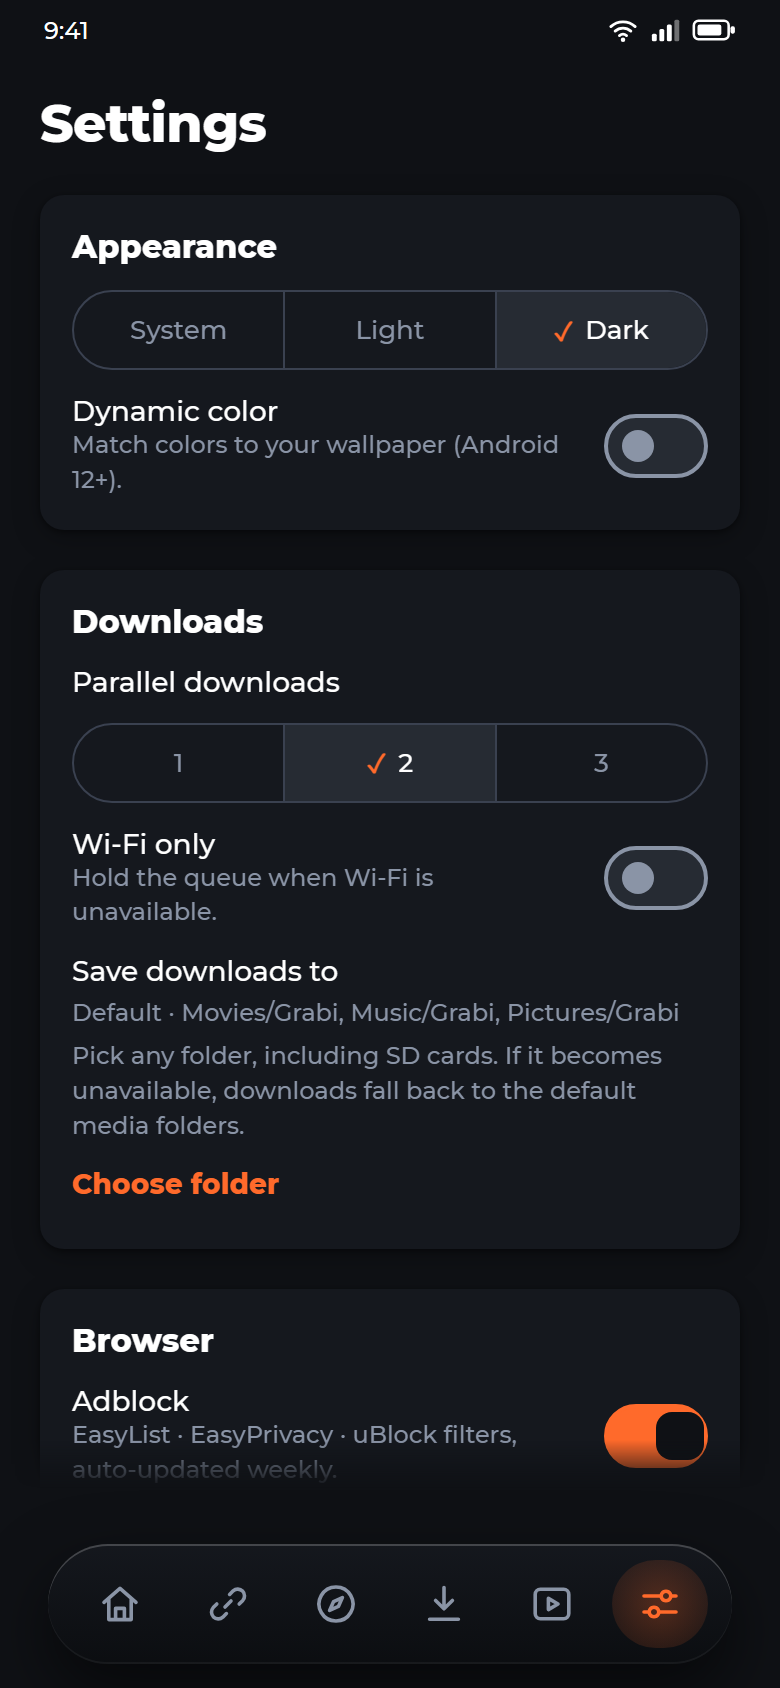 9:41
Settings
Appearance
System
Light
✓ Dark
Dynamic color
Match colors to your wallpaper (Android
12+).
Downloads
Parallel downloads
1
✓ 2
3
Wi-Fi only
Hold the queue when Wi-Fi is
unavailable.
Save downloads to
Default · Movies/Grabi, Music/Grabi, Pictures/Grabi
Pick any folder, including SD cards. If it becomes
unavailable, downloads fall back to the default
media folders.
Choose folder
Browser
Adblock
EasyList · EasyPrivacy · uBlock filters,
auto-updated weekly.